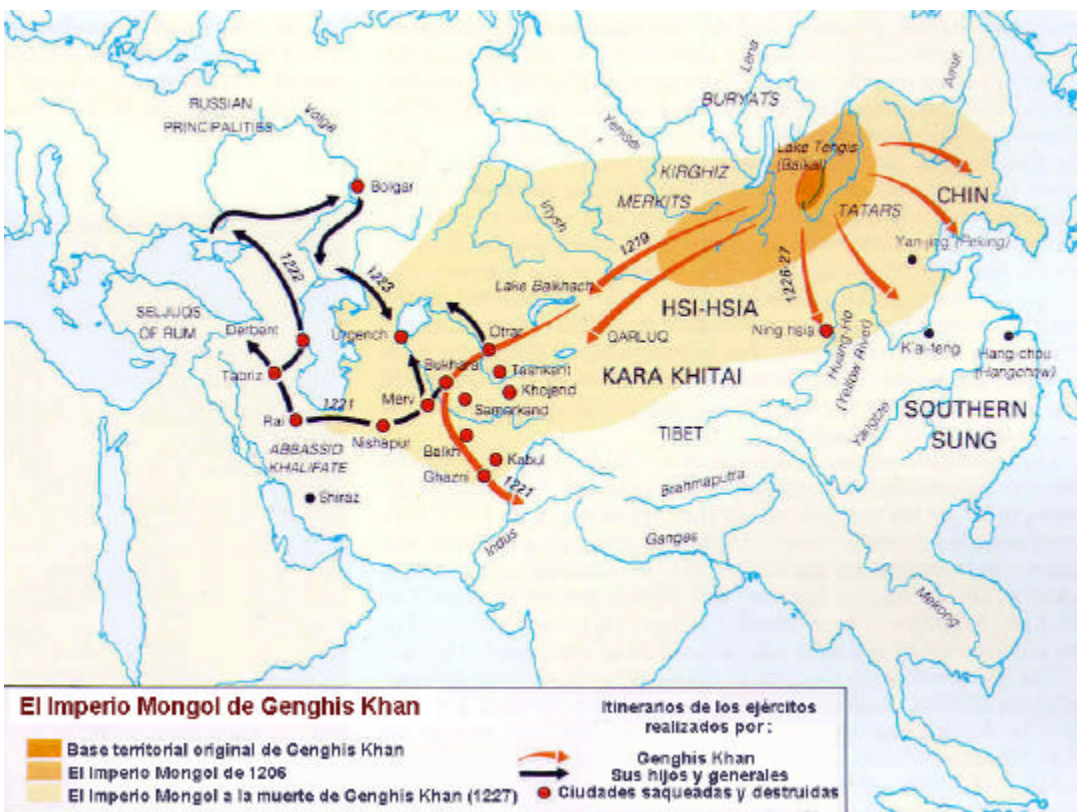 Lena
Amur
BURYATS
RUSSIAN
PRINCIPALITIES
Volga
Yenisei
Lake Tengis
(Baikal)
KIRGHIZ
CHIN
Bolgar
MERKITS
TATARS
Irtysh
Yan-jing (Peking)
1219
1222
1223
1226-27
Lake Balkhach
HSI-HSIA
SELJUQS
OF RUM
Derbent
Urgench
Otrar
QARLUQ
Ning hsia
Huang-Ho
(Yellow River)
K'ai-feng
Hang-chou
(Hangchow)
Tabriz
Bukhara
Tashkent
KARA KHITAI
Khojend
Merv
Samarkand
1221
SOUTHERN
SUNG
Rai
Nishapur
TIBET
Yangtze
ABBASSID
KHALIFATE
Balkh
Kabul
Ghazni
1221
Shiraz
Brahmaputra
Indus
Ganges
Mekong
El Imperio Mongol de Genghis Khan
Base territorial original de Genghis Khan
El Imperio Mongol de 1206
El Imperio Mongol a la muerte de Genghis Khan (1227)
Itinerarios de los ejércitos
realizados por :
Genghis Khan
Sus hijos y generales
Ciudades saqueadas y destruidas